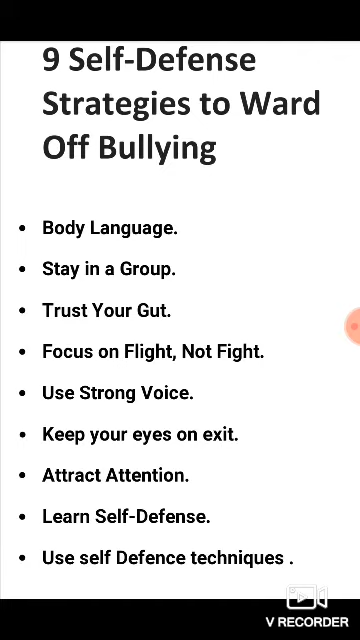 9 Self-Defense
Strategies to Ward
Off Bullying
• Body Language.
• Stay in a Group.
• Trust Your Gut.
• Focus on Flight, Not Fight.
• Use Strong Voice.
• Keep your eyes on exit.
• Attract Attention.
• Learn Self-Defense.
• Use self Defence techniques .
V RECORDER